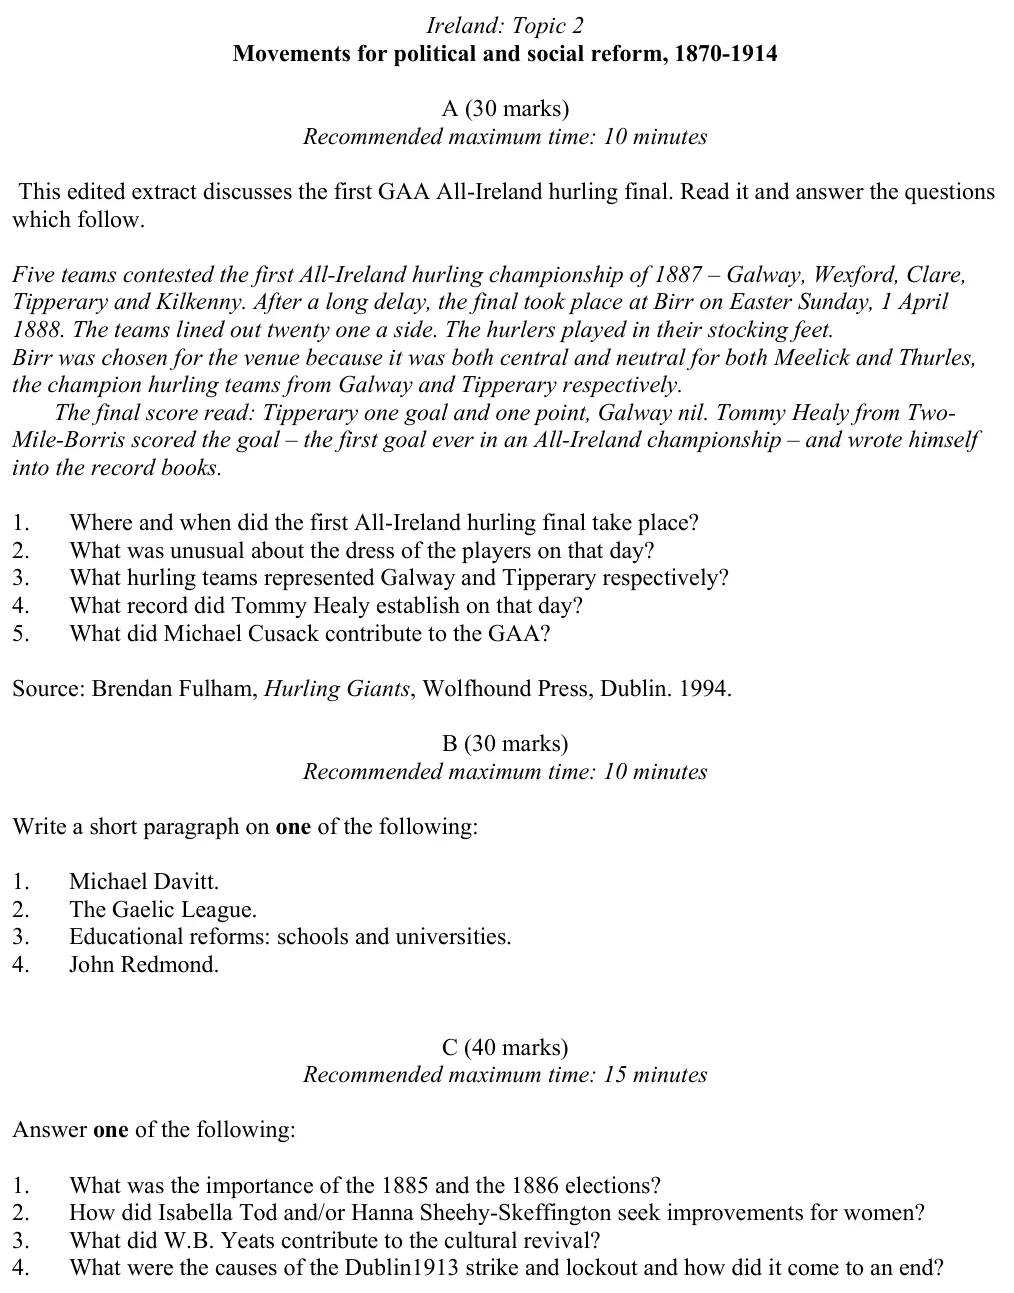 Ireland: Topic 2
Movements for political and social reform, 1870-1914
A (30 marks)
Recommended maximum time: 10 minutes
This edited extract discusses the first GAA All-Ireland hurling final. Read it and answer the questions
which follow.
Five teams contested the first All-Ireland hurling championship of 1887 – Galway, Wexford, Clare,
Tipperary and Kilkenny. After a long delay, the final took place at Birr on Easter Sunday, 1 April
1888. The teams lined out twenty one a side. The hurlers played in their stocking feet.
Birr was chosen for the venue because it was both central and neutral for both Meelick and Thurles,
the champion hurling teams from Galway and Tipperary respectively.
The final score read: Tipperary one goal and one point, Galway nil. Tommy Healy from Two-
Mile-Borris scored the goal – the first goal ever in an All-Ireland championship – and wrote himself
into the record books.
1. Where and when did the first All-Ireland hurling final take place?
2. What was unusual about the dress of the players on that day?
3. What hurling teams represented Galway and Tipperary respectively?
4. What record did Tommy Healy establish on that day?
5. What did Michael Cusack contribute to the GAA?
Source: Brendan Fulham, Hurling Giants, Wolfhound Press, Dublin. 1994.
B (30 marks)
Recommended maximum time: 10 minutes
Write a short paragraph on one of the following:
1. Michael Davitt.
2. The Gaelic League.
3. Educational reforms: schools and universities.
4. John Redmond.
C (40 marks)
Recommended maximum time: 15 minutes
Answer one of the following:
1. What was the importance of the 1885 and the 1886 elections?
2. How did Isabella Tod and/or Hanna Sheehy-Skeffington seek improvements for women?
3. What did W.B. Yeats contribute to the cultural revival?
4. What were the causes of the Dublin1913 strike and lockout and how did it come to an end?